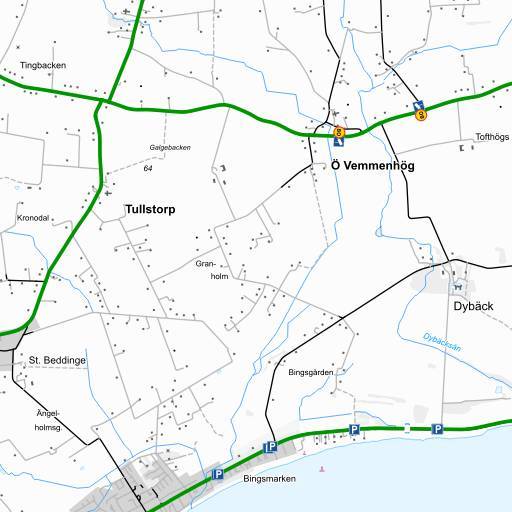 Tingbacken
Tofthögs
Galgebacken
64
Ö Vemmenhög
Tullstorp
Kronodal
Gran-
holm
Dybäck
Dybäcksån
St. Beddinge
Bingsgården
Ängel-
holmsg.
P
P
P
P
Bingsmarken